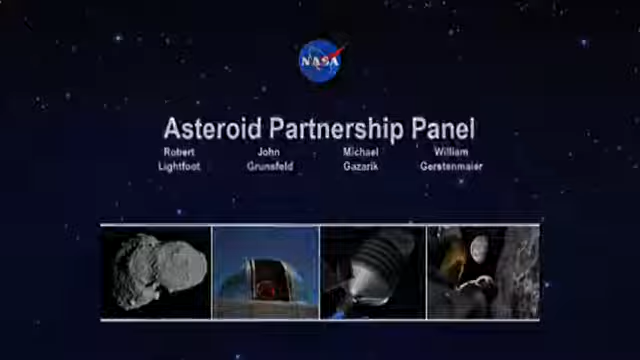 NASA
Asteroid Partnership Panel
Robert John Michael William
Lightfoot Grunsfeld Gazarik Gerstenmaier